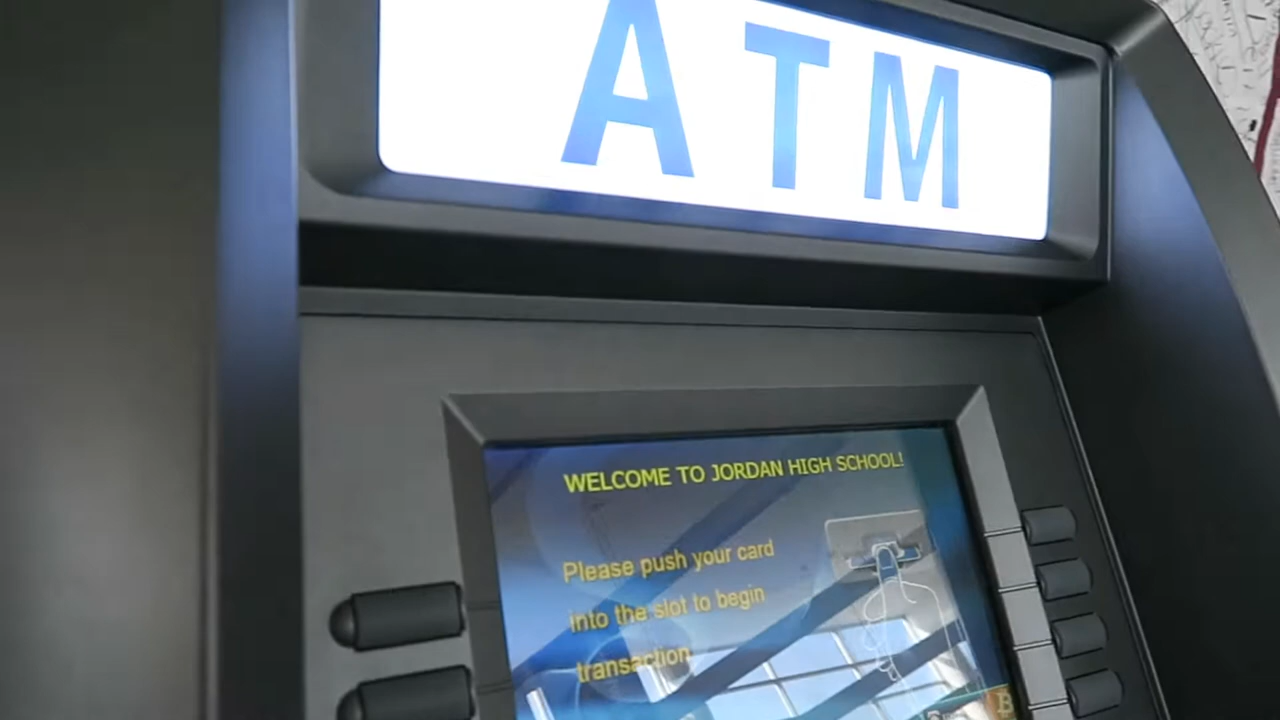 ATM
WELCOME TO JORDAN HIGH SCHOOL!
Please push your card
into the slot to begin
transaction